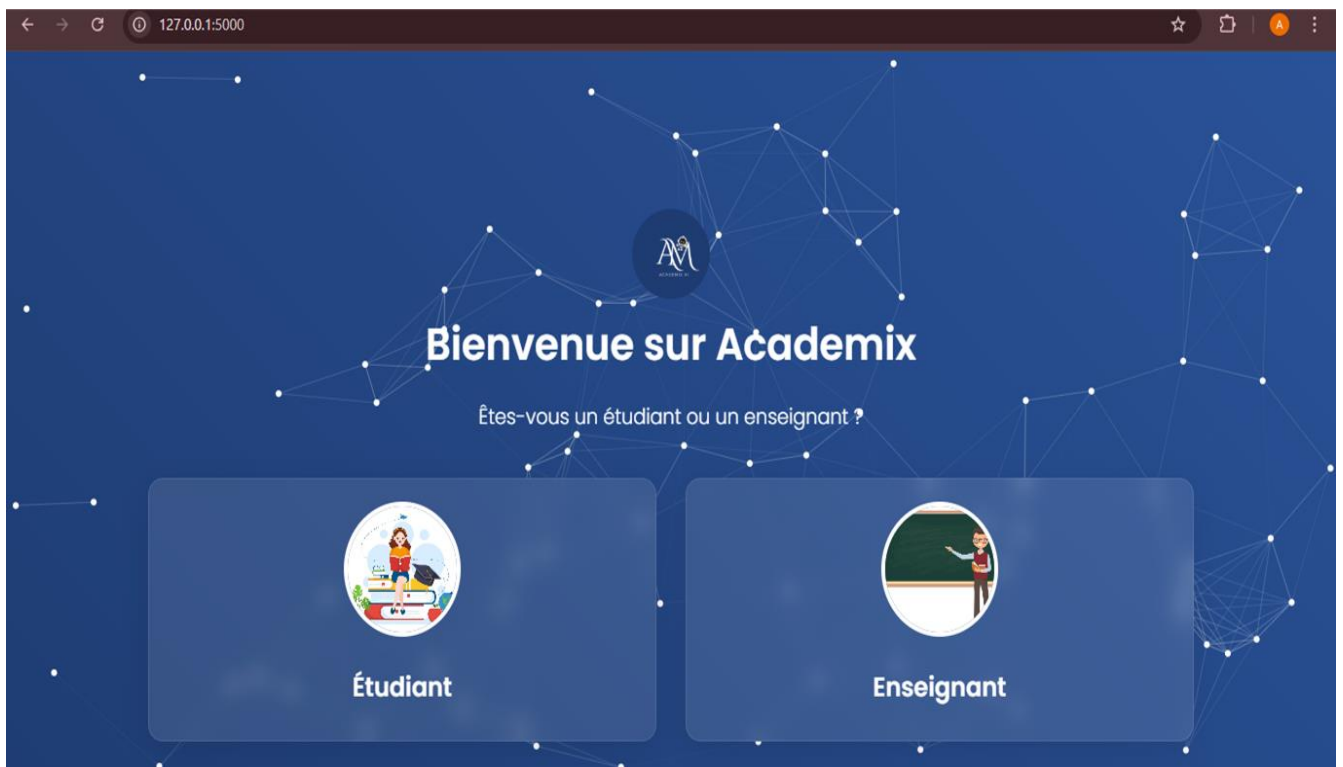 127.0.0.1:5000
A
AM
Bienvenue sur Academix
Êtes-vous un étudiant ou un enseignant ?
Étudiant
Enseignant